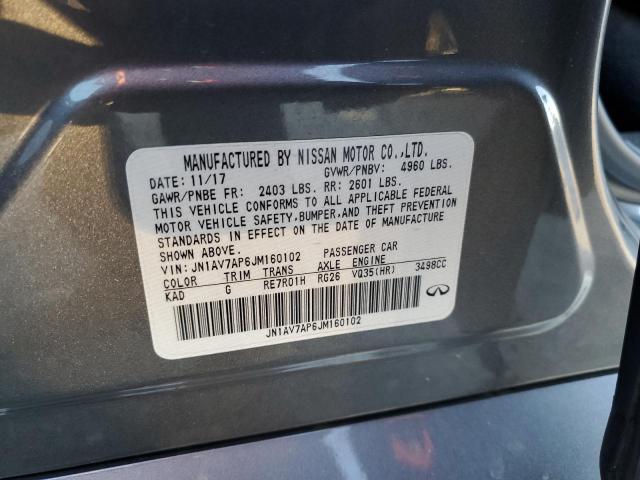 MANUFACTURED BY NISSAN MOTOR CO.,LTD.
DATE: 11/17 GVWR/PNBV: 4960 LBS.
GAWR/PNBE FR: 2403 LBS. RR: 2601 LBS.
THIS VEHICLE CONFORMS TO ALL APPLICABLE FEDERAL
MOTOR VEHICLE SAFETY,BUMPER,AND THEFT PREVENTION
STANDARDS IN EFFECT ON THE DATE OF MANUFACTURE
SHOWN ABOVE.
VIN: JN1AV7AP6JM160102 PASSENGER CAR
COLOR TRIM TRANS AXLE ENGINE
KAD G RE7R01H RG26 VQ35(HR) 3498CC
JN1AV7AP6JM160102